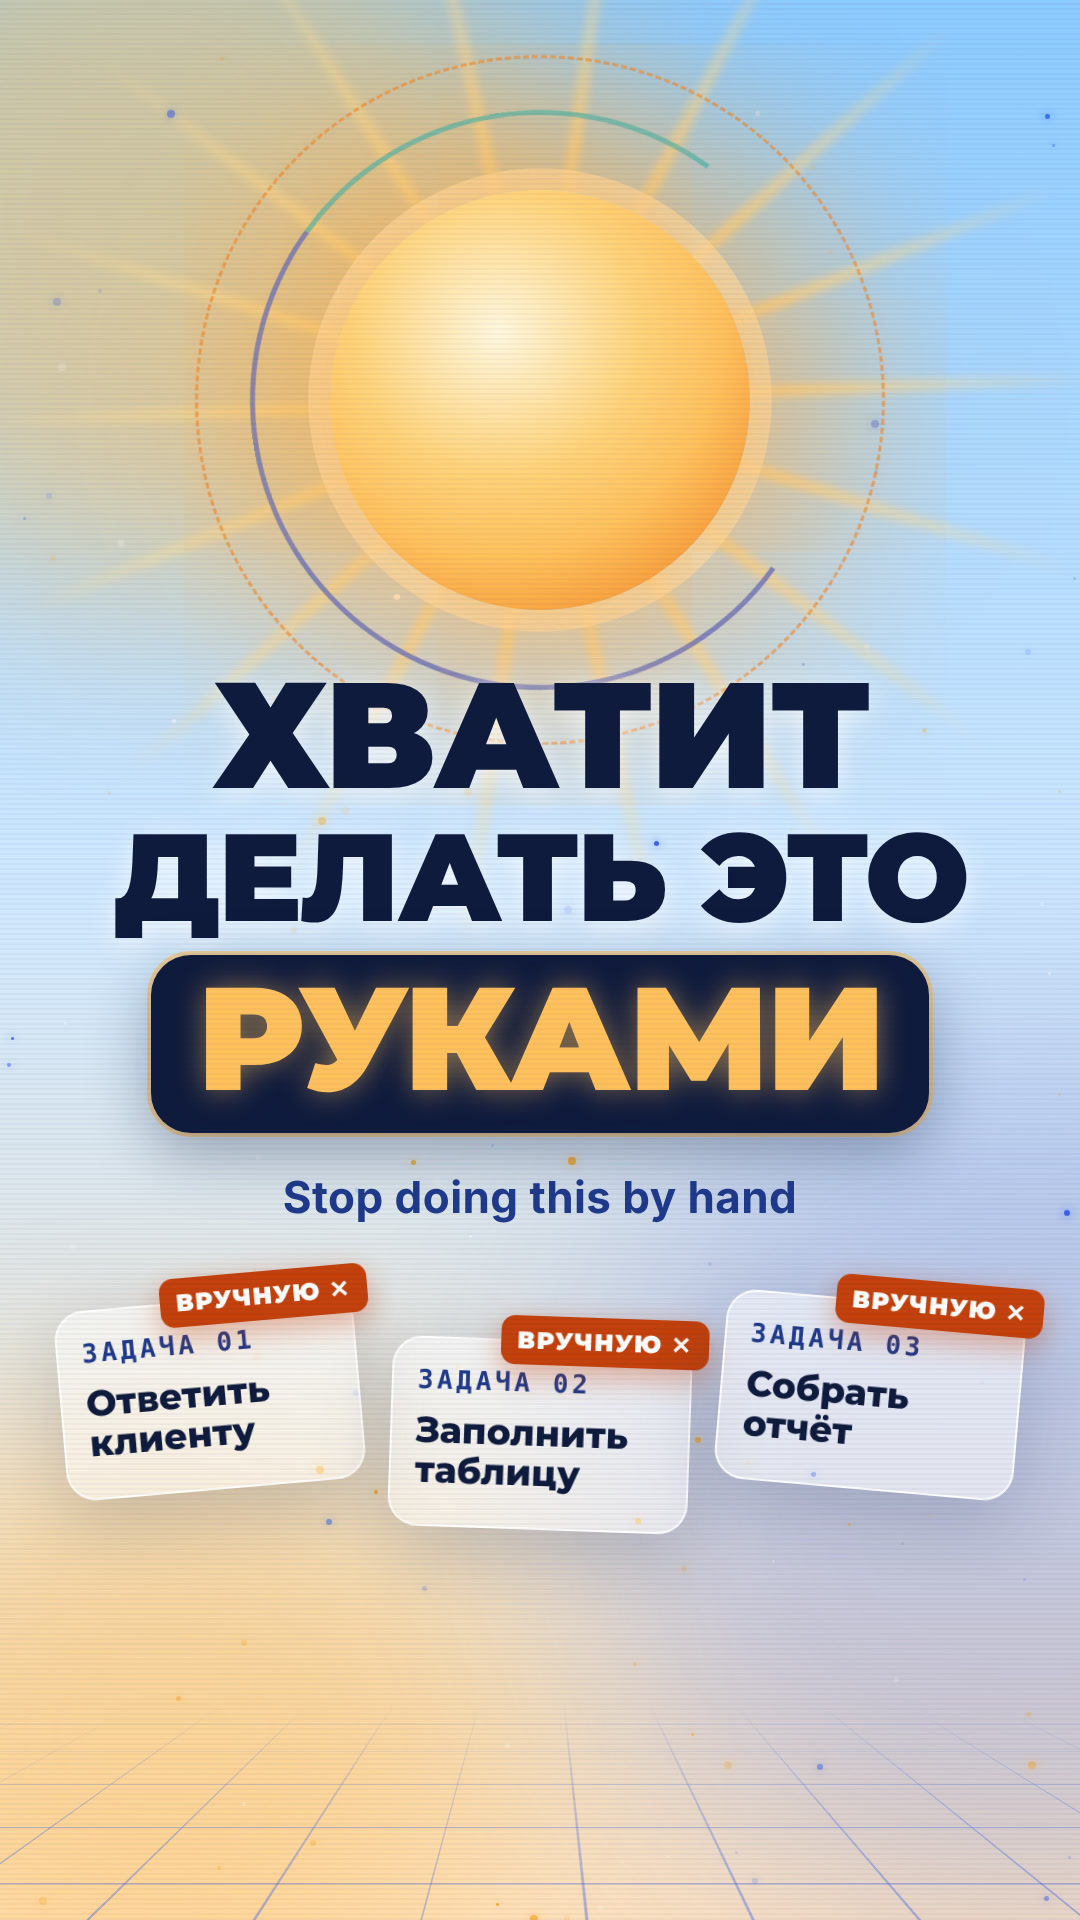 ХВАТИТ
ДЕЛАТЬ ЭТО
РУКАМИ
Stop doing this by hand
ВРУЧНУЮ ✕
ЗАДАЧА 01
Ответить
клиенту
ВРУЧНУЮ ✕
ЗАДАЧА 02
Заполнить
таблицу
ВРУЧНУЮ ✕
ЗАДАЧА 03
Собрать
отчёт